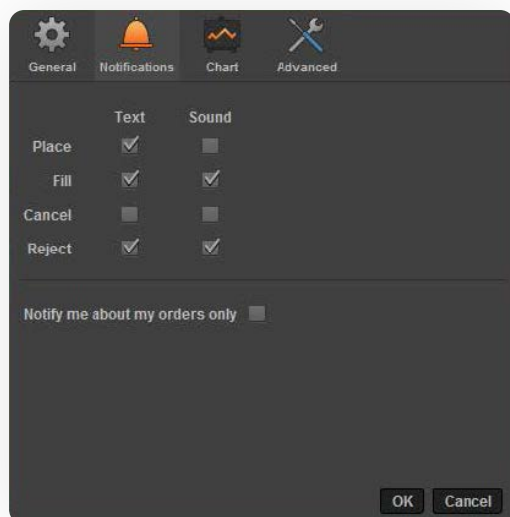 General Notifications Chart Advanced
Text Sound
Place
Fill
Cancel
Reject
Notify me about my orders only
OK Cancel